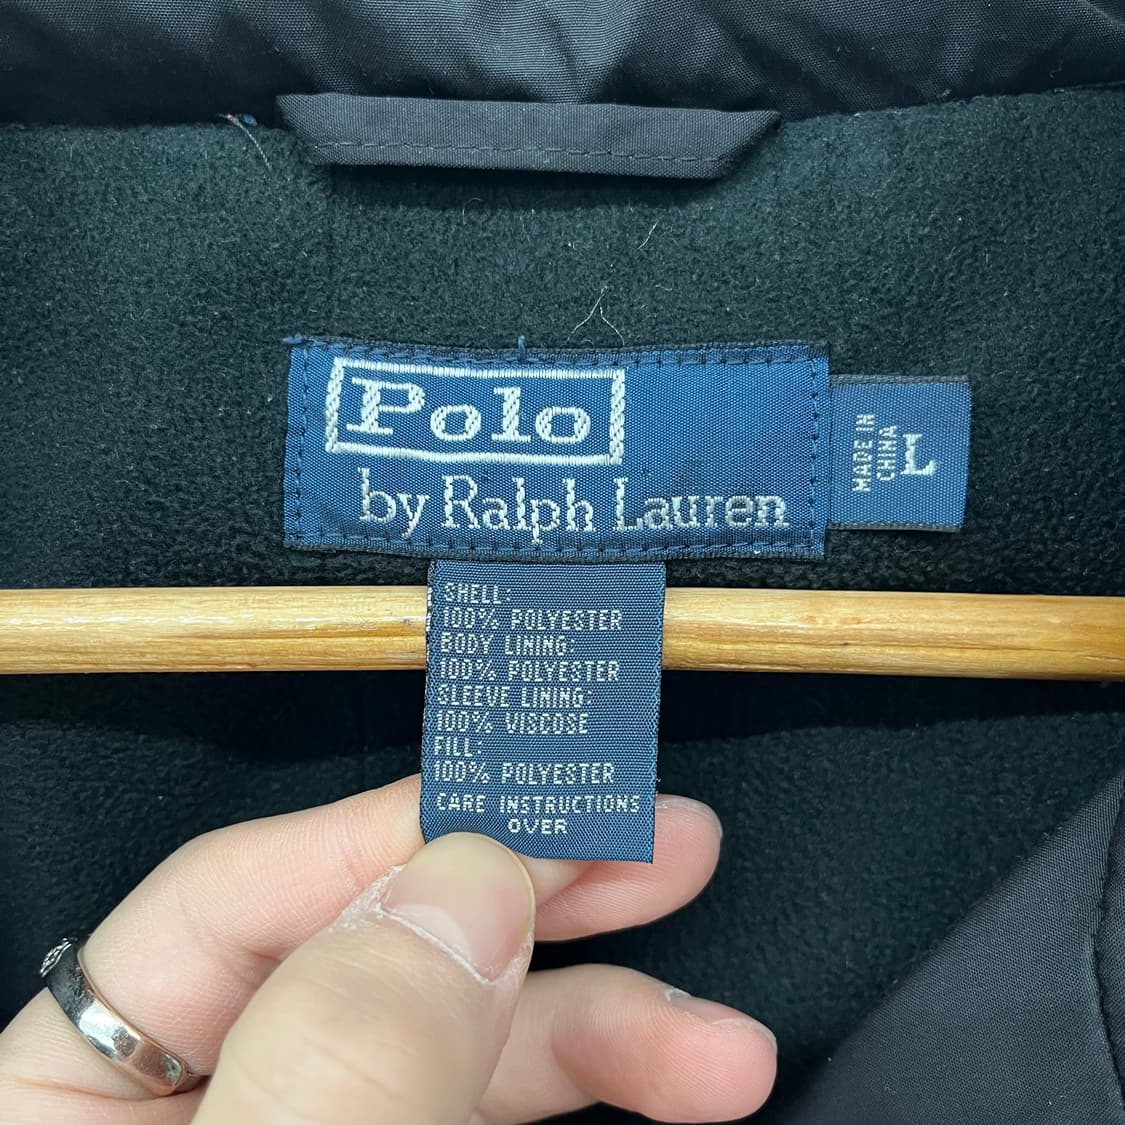 Polo
by Ralph Lauren
MADE IN
CHINA
L
SHELL:
100% POLYESTER
BODY LINING:
100% POLYESTER
SLEEVE LINING:
100% VISCOSE
FILL:
100% POLYESTER
CARE INSTRUCTIONS
OVER